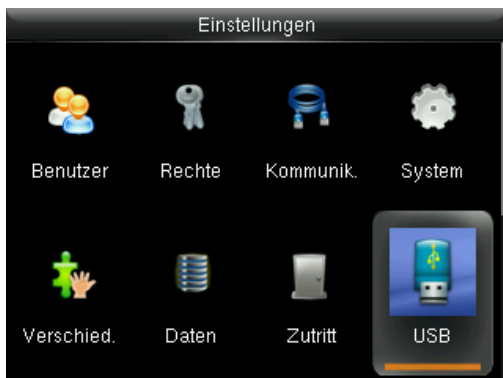 Einstellungen
Benutzer Rechte Kommunik. System
Verschied. Daten Zutritt USB